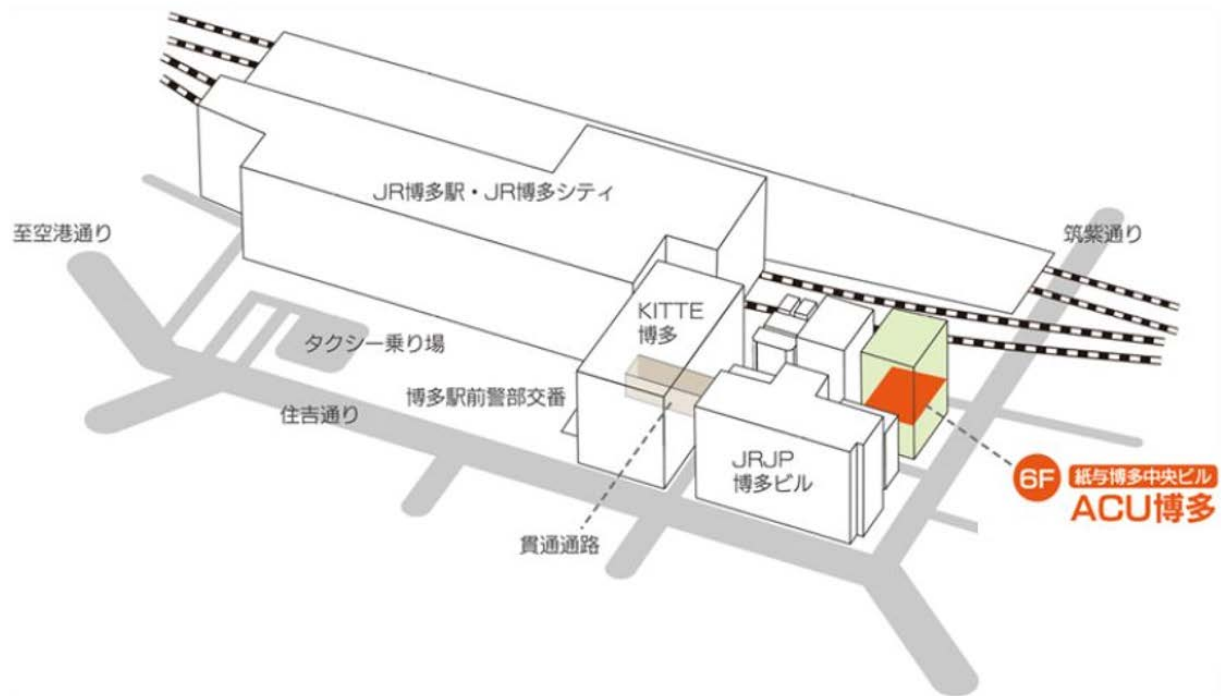 JR博多駅・JR博多シティ
至空港通り
筑紫通り
KITTE
博多
タクシー乗り場
博多駅前警部交番
住吉通り
JRJP
博多ビル
6F
紙与博多中央ビル
ACU博多
貫通通路